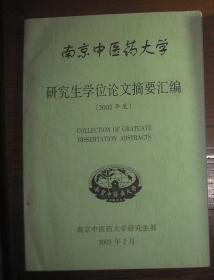 南京中医药大学
研究生学位论文摘要汇编
(2002年度)
COLLECTION OF GRATUATE
DISSERTATION ABSTRACTS
南京中医药大学研究生部
2003年2月